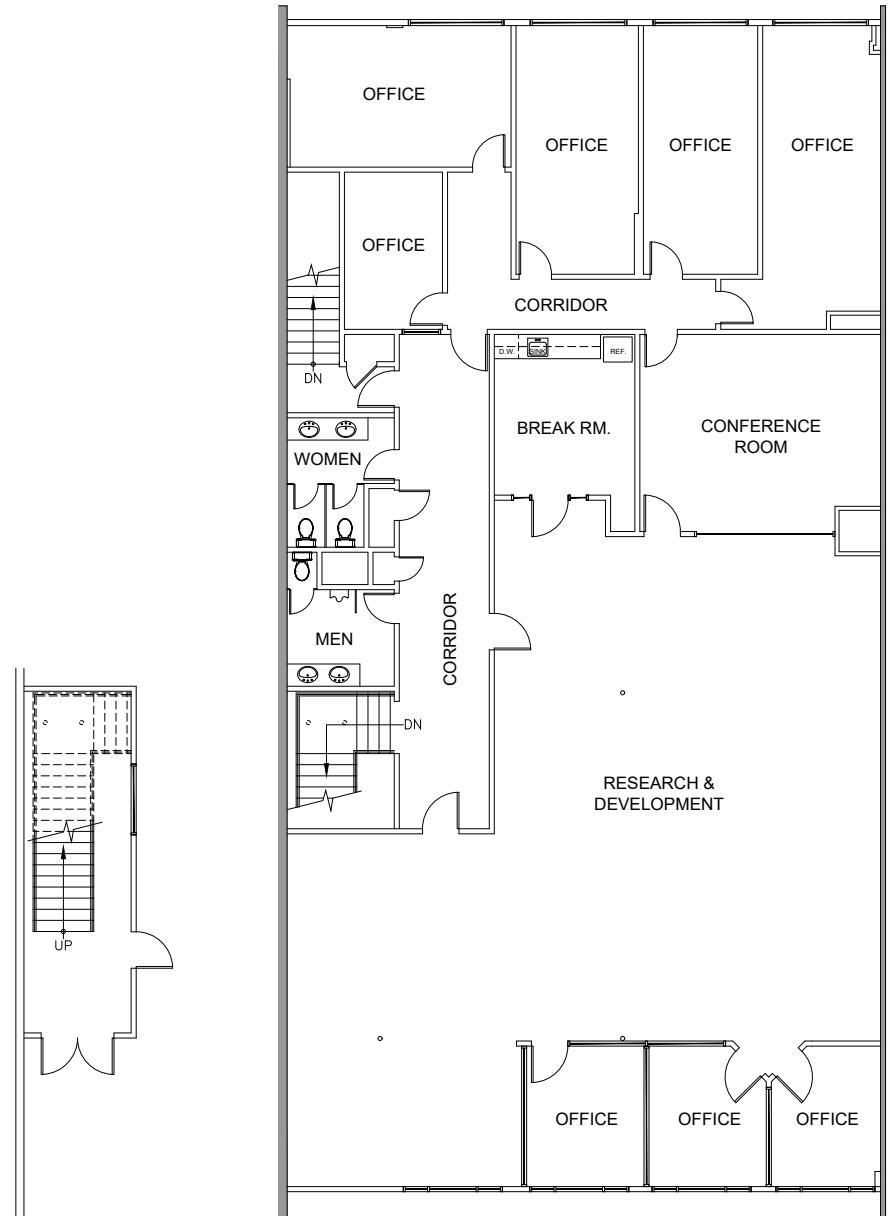 OFFICE
OFFICE
OFFICE
OFFICE
OFFICE
CORRIDOR
DN
D.W.
SINK
REF.
BREAK RM.
CONFERENCE
ROOM
WOMEN
CORRIDOR
MEN
DN
RESEARCH &
DEVELOPMENT
UP
OFFICE
OFFICE
OFFICE